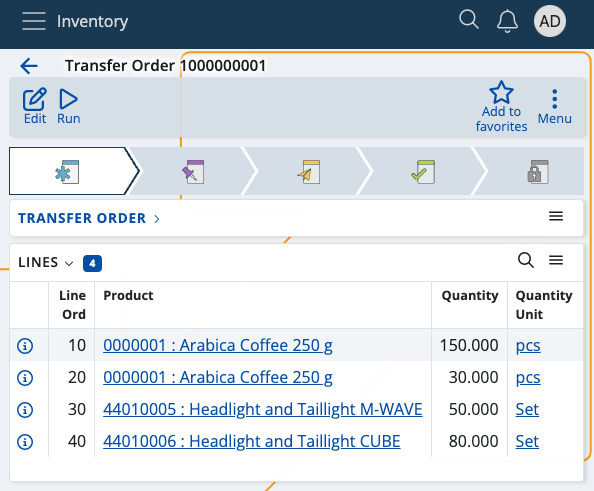 Inventory
AD
Transfer Order 1000000001
Edit
Run
Add to
favorites
Menu
TRANSFER ORDER
LINES 4
Line
Ord
Product
Quantity
Quantity
Unit
10 0000001 : Arabica Coffee 250 g 150.000 pcs
20 0000001 : Arabica Coffee 250 g 30.000 pcs
30 44010005 : Headlight and Taillight M-WAVE 50.000 Set
40 44010006 : Headlight and Taillight CUBE 80.000 Set